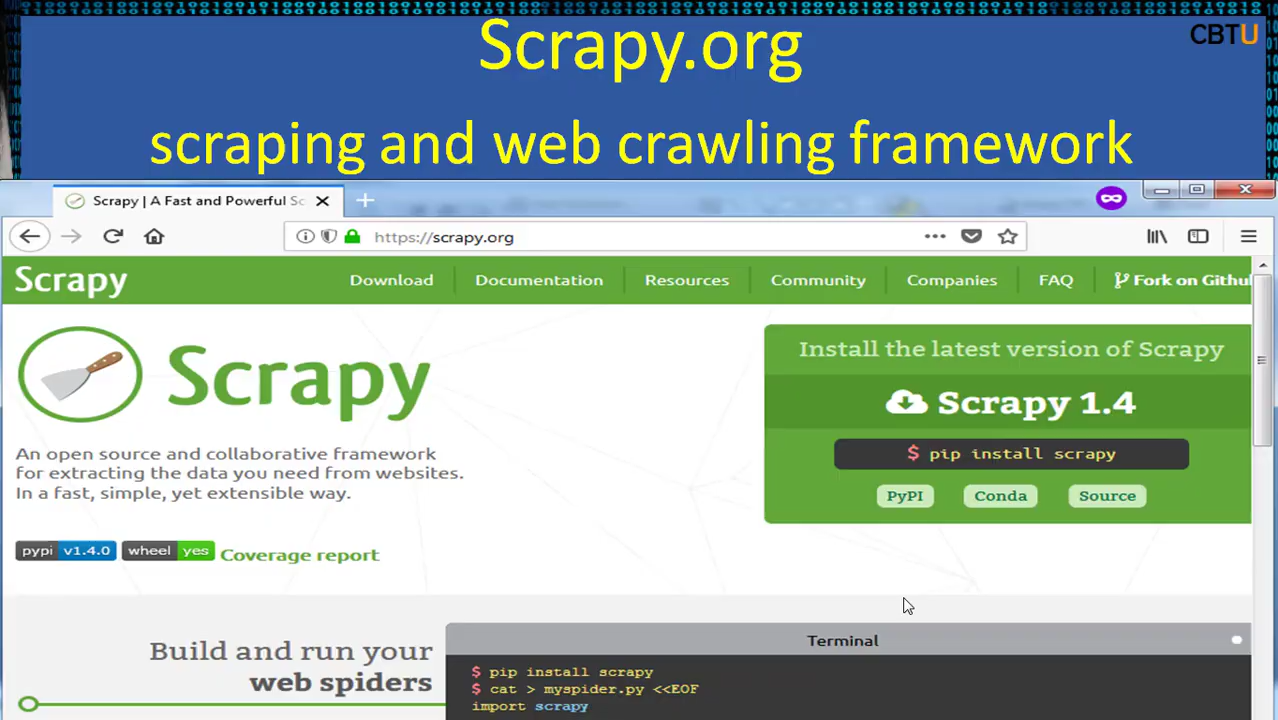 CBTU
Scrapy.org
scraping and web crawling framework
Scrapy | A Fast and Powerful Sc
https://scrapy.org
Scrapy
Download
Documentation
Resources
Community
Companies
FAQ
Fork on Github
Scrapy
An open source and collaborative framework
for extracting the data you need from websites.
In a fast, simple, yet extensible way.
pypi v1.4.0 wheel yes Coverage report
Install the latest version of Scrapy
Scrapy 1.4
$ pip install scrapy
PyPI Conda Source
Build and run your
web spiders
Terminal
$ pip install scrapy
$ cat > myspider.py <<EOF
import scrapy